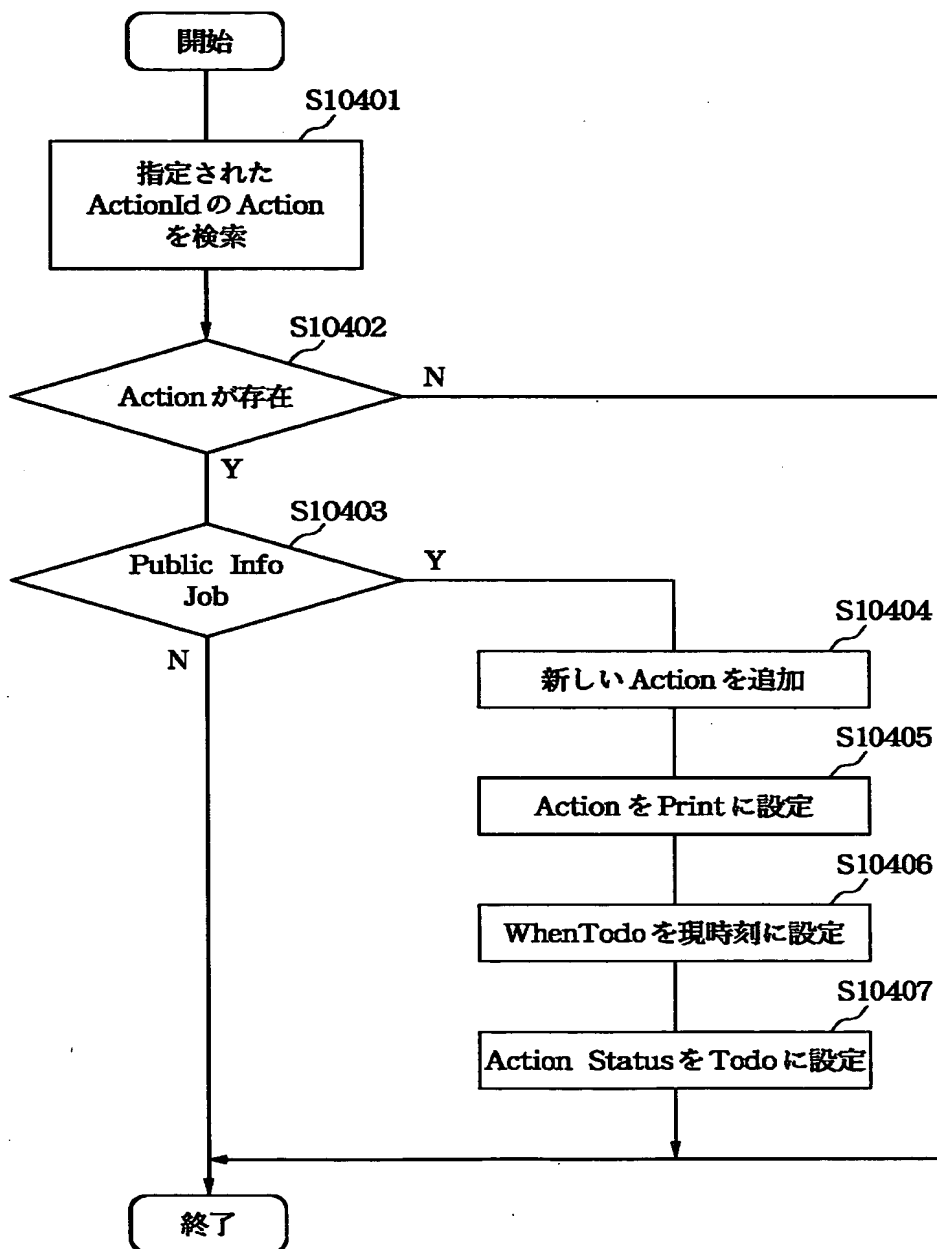 開始
S10401
指定された
ActionIdのAction
を検索
S10402
Actionが存在
N
Y
S10403
Public Info
Job
Y
N
S10404
新しいActionを追加
S10405
ActionをPrintに設定
S10406
WhenTodoを現時刻に設定
S10407
Action StatusをTodoに設定
終了